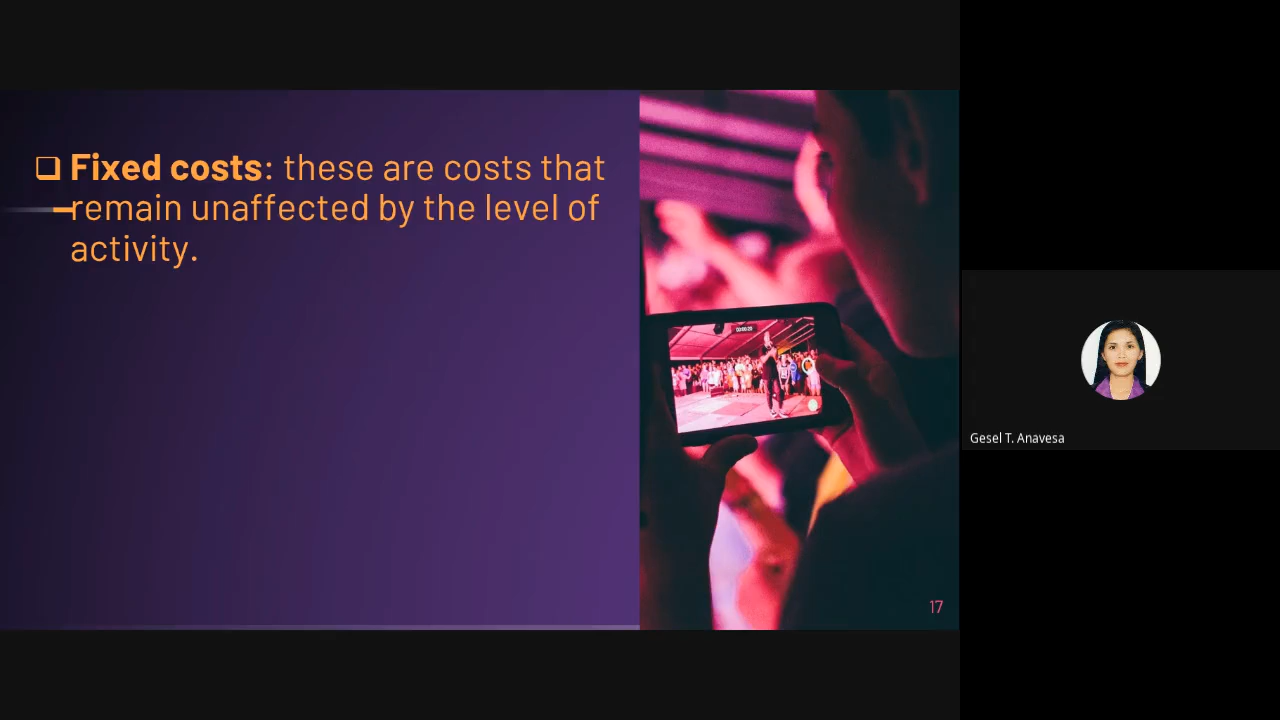 Fixed costs: these are costs that
remain unaffected by the level of
activity.
17
Gesel T. Anavesa